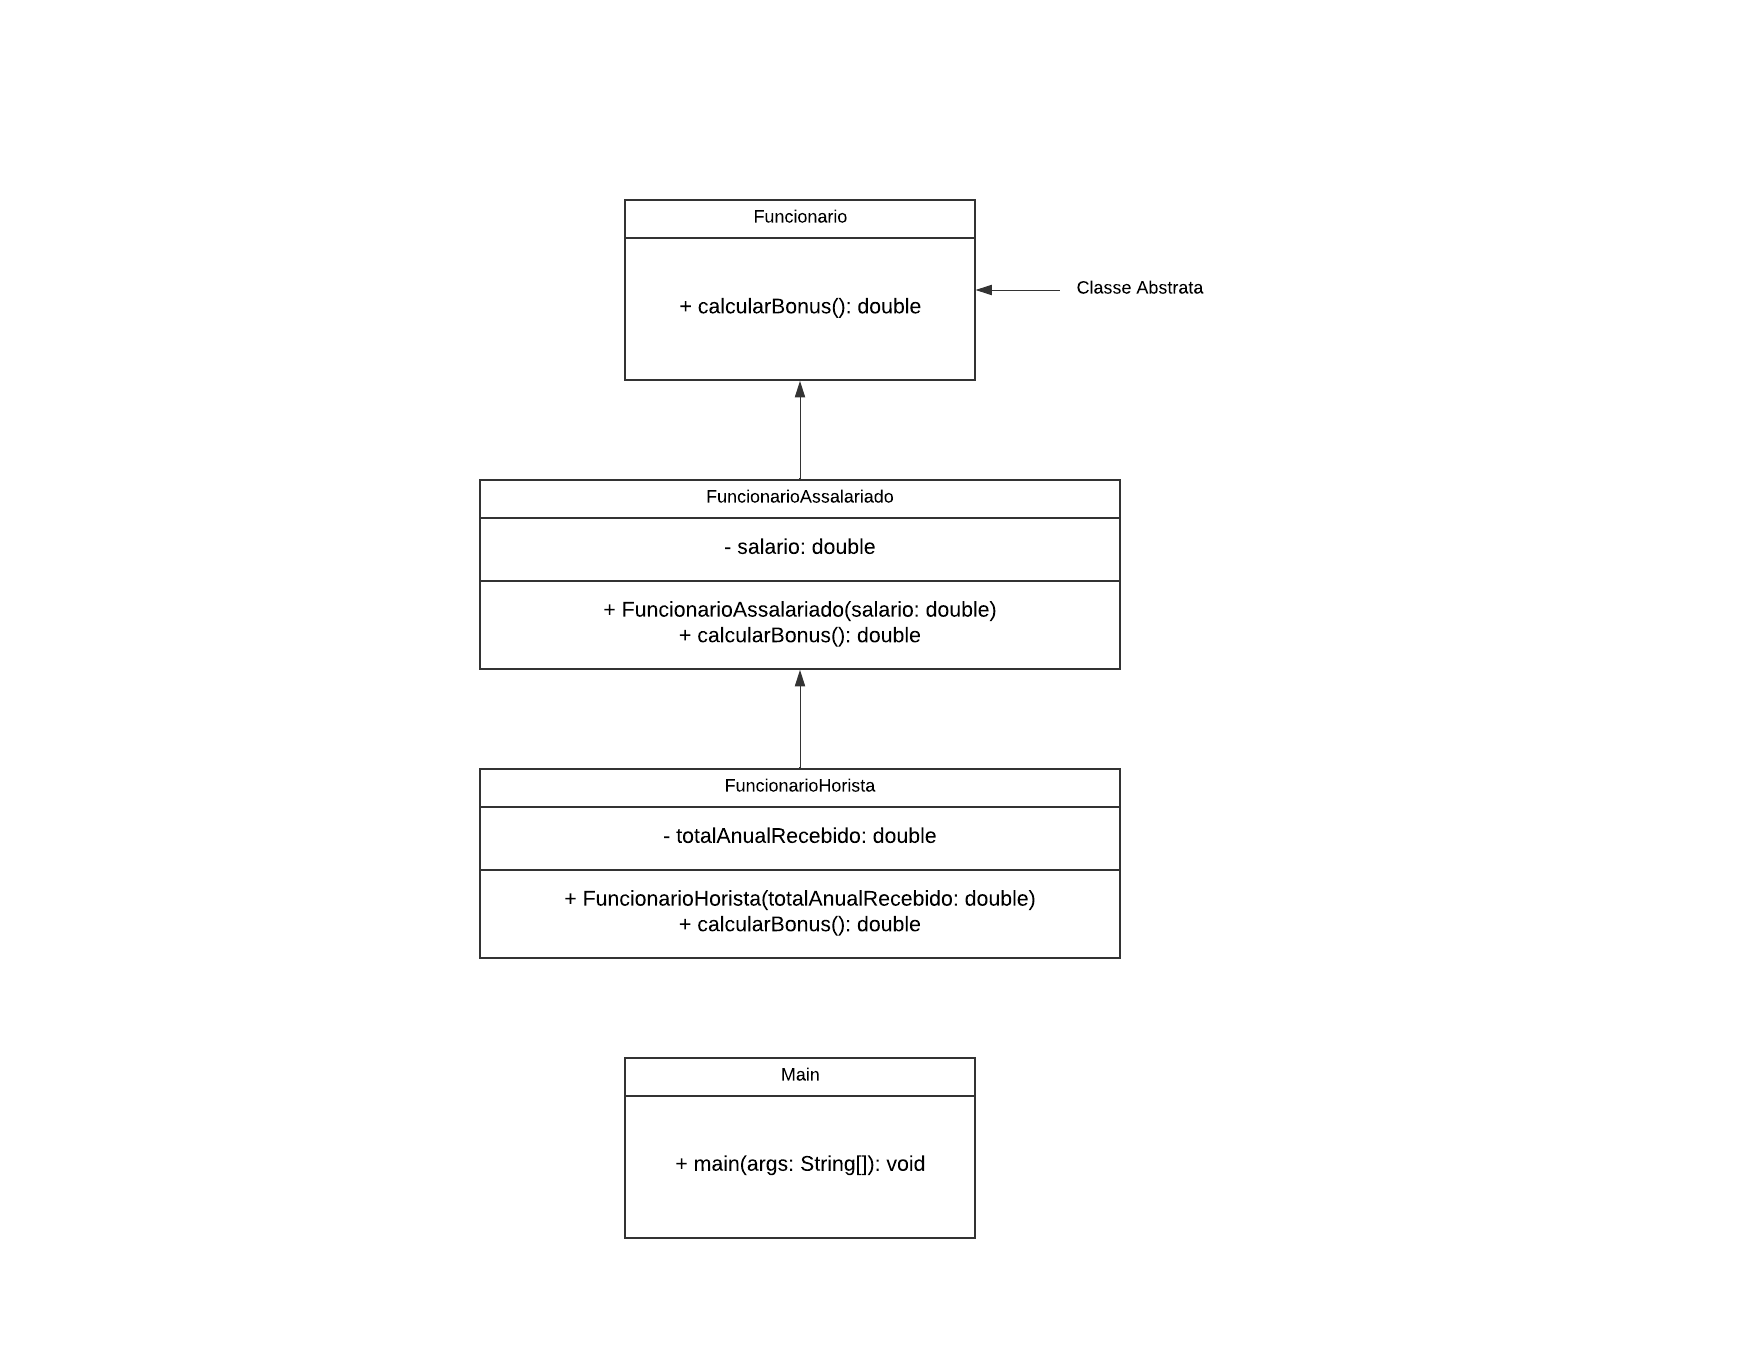 Funcionario
+ calcularBonus(): double
Classe Abstrata
FuncionarioAssalariado
- salario: double
+ FuncionarioAssalariado(salario: double)
+ calcularBonus(): double
FuncionarioHorista
- totalAnualRecebido: double
+ FuncionarioHorista(totalAnualRecebido: double)
+ calcularBonus(): double
Main
+ main(args: String[]): void